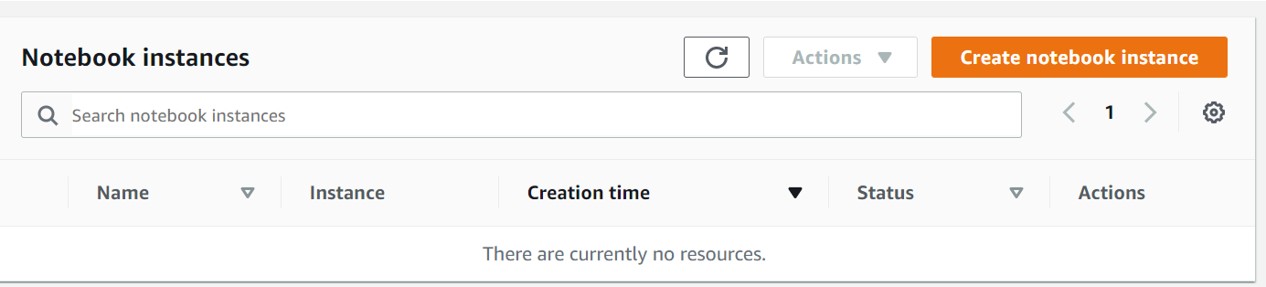 Notebook instances
Actions
Create notebook instance
Search notebook instances
1
Name Instance Creation time Status Actions
There are currently no resources.